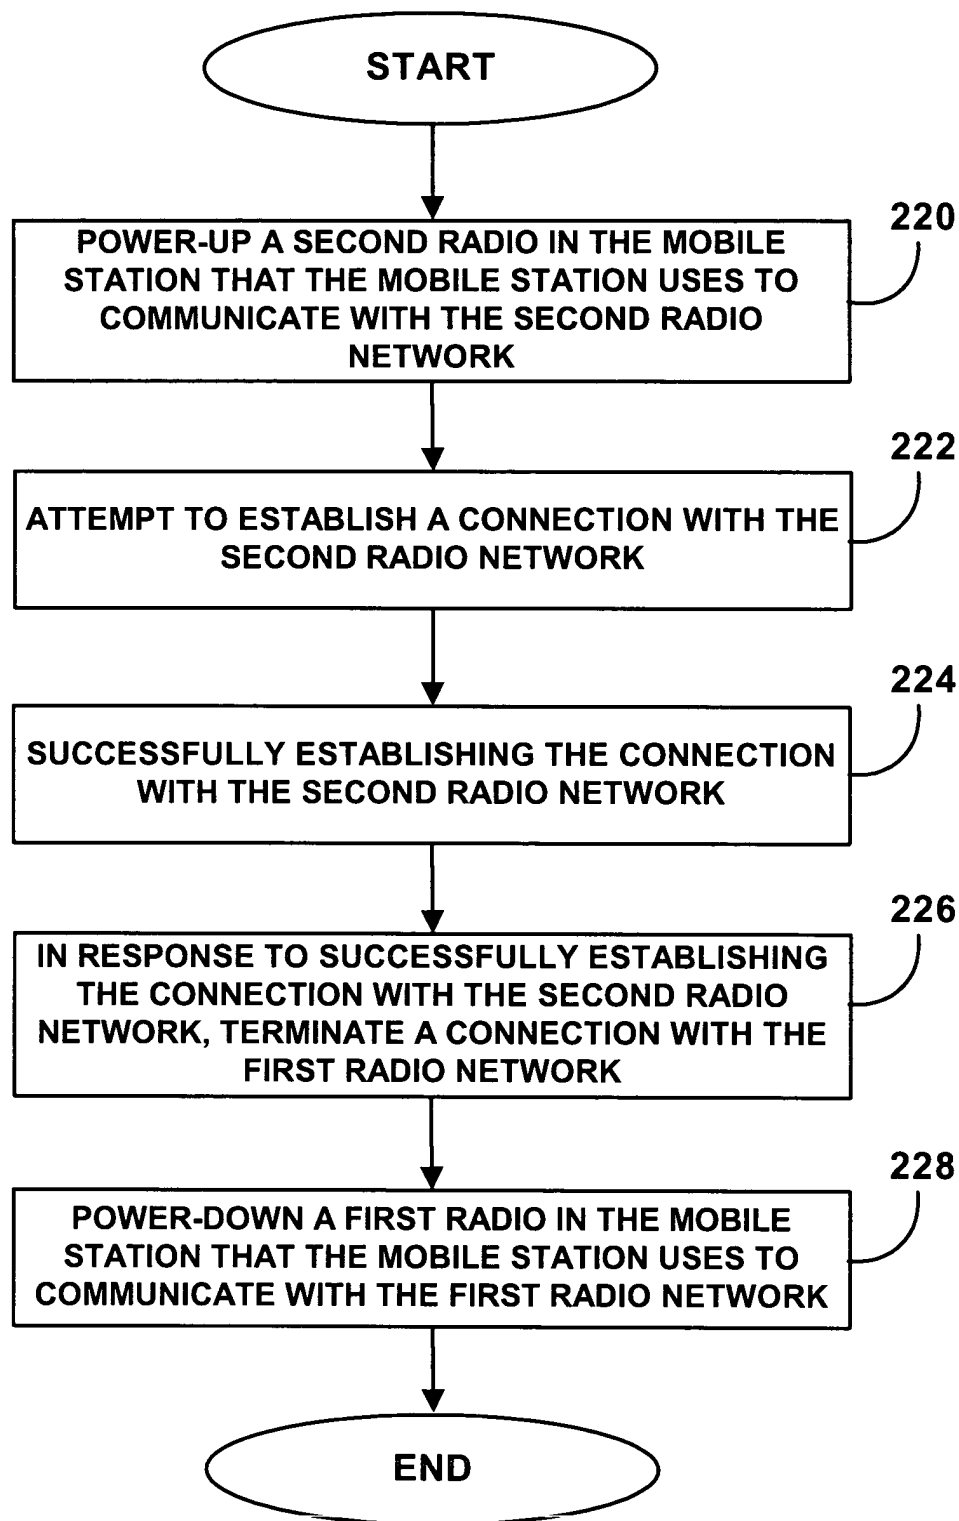 START
220
POWER-UP A SECOND RADIO IN THE MOBILE
STATION THAT THE MOBILE STATION USES TO
COMMUNICATE WITH THE SECOND RADIO
NETWORK
222
ATTEMPT TO ESTABLISH A CONNECTION WITH THE
SECOND RADIO NETWORK
224
SUCCESSFULLY ESTABLISHING THE CONNECTION
WITH THE SECOND RADIO NETWORK
226
IN RESPONSE TO SUCCESSFULLY ESTABLISHING
THE CONNECTION WITH THE SECOND RADIO
NETWORK, TERMINATE A CONNECTION WITH THE
FIRST RADIO NETWORK
228
POWER-DOWN A FIRST RADIO IN THE MOBILE
STATION THAT THE MOBILE STATION USES TO
COMMUNICATE WITH THE FIRST RADIO NETWORK
END